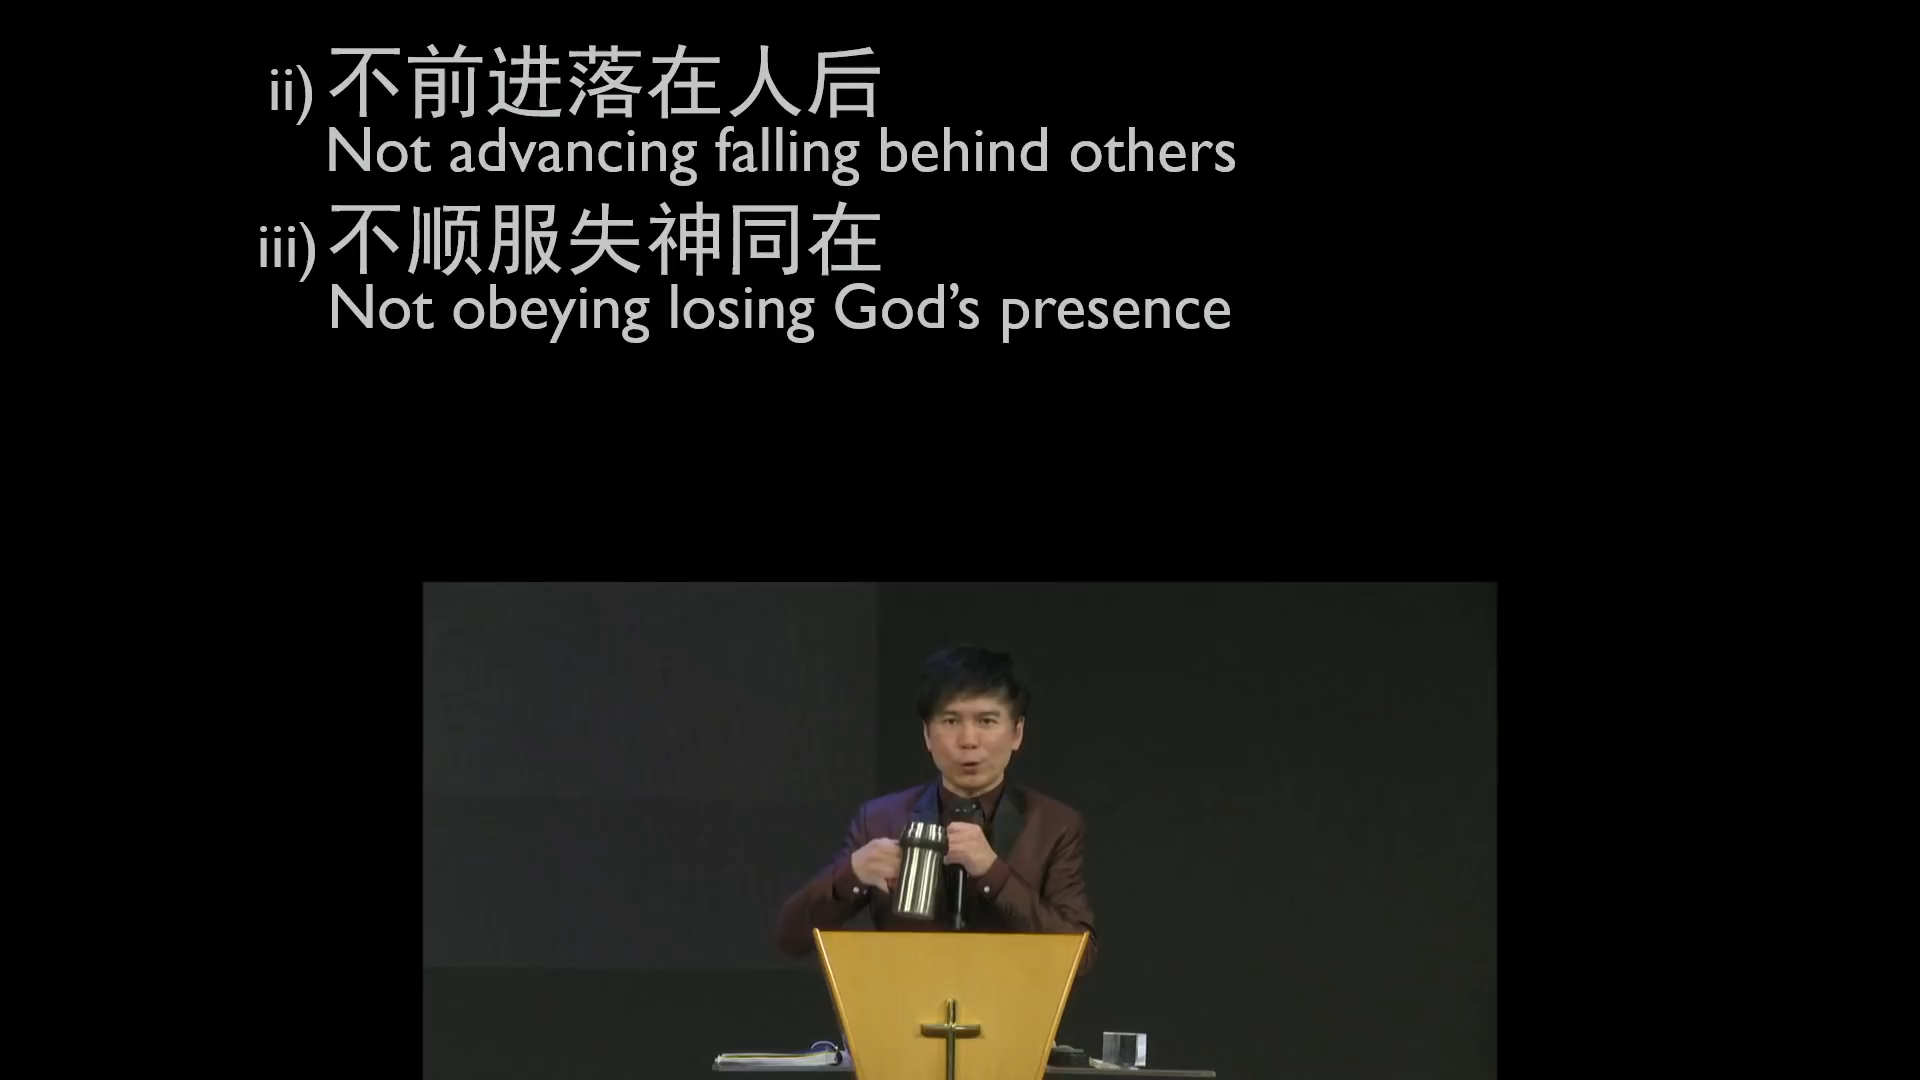 ii) 不前进落在人后
Not advancing falling behind others
iii) 不顺服失神同在
Not obeying losing God’s presence